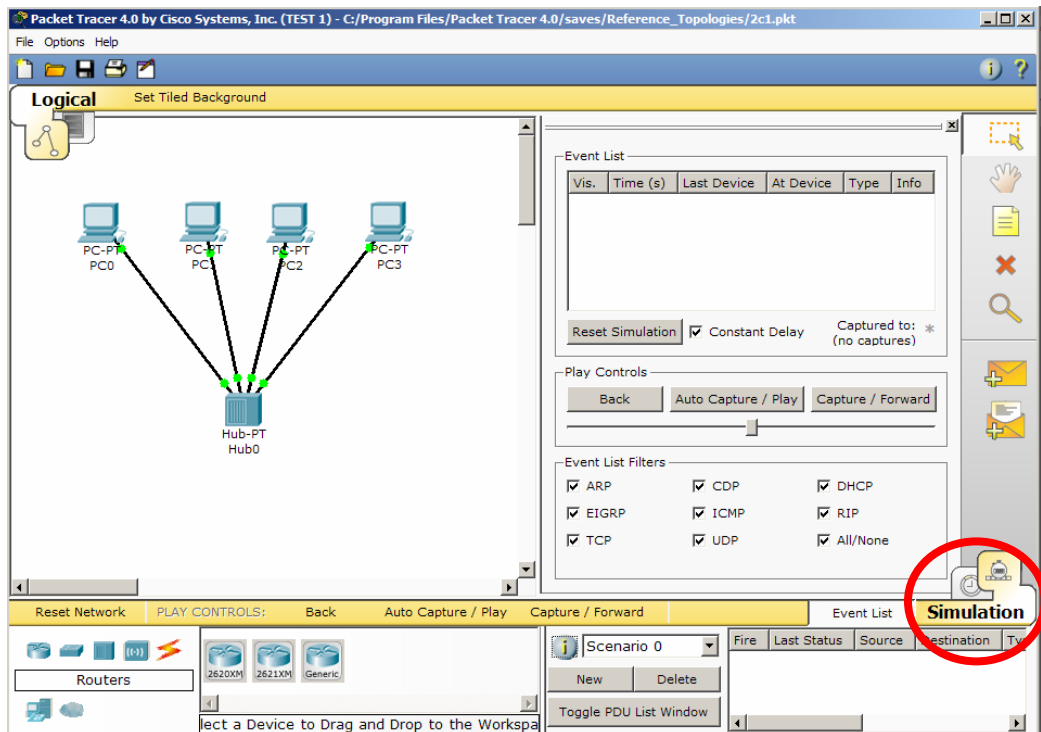 Packet Tracer 4.0 by Cisco Systems, Inc. (TEST 1) - C:/Program Files/Packet Tracer 4.0/saves/Reference_Topologies/2c1.pkt
File Options Help
i ?
Logical Set Tiled Background
Event List
Vis. Time (s) Last Device At Device Type Info
PC-PT PC-PT PC-PT PC-PT
PC0 PC1 PC2 PC3
Hub-PT
Hub0
Reset Simulation Constant Delay Captured to: *
(no captures)
Play Controls
Back Auto Capture / Play Capture / Forward
Event List Filters
ARP CDP DHCP
EIGRP ICMP RIP
TCP UDP All/None
Reset Network PLAY CONTROLS: Back Auto Capture / Play Capture / Forward Event List Simulation
Routers
2620XM 2621XM Generic
lect a Device to Drag and Drop to the Workspa
i Scenario 0
New Delete
Toggle PDU List Window
Fire Last Status Source Destination Ty